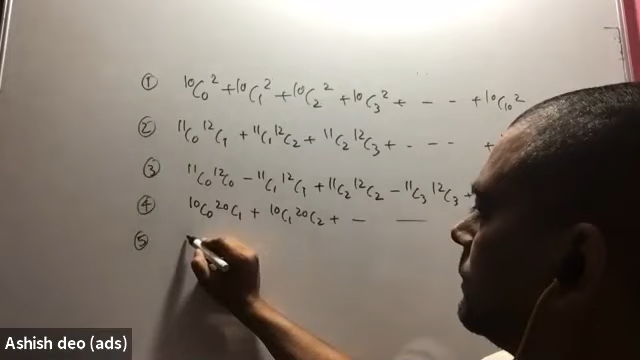 ① ¹⁰C₀² + ¹⁰C₁² + ¹⁰C₂² + ¹⁰C₃² + - - - + ¹⁰C₁₀²
② ¹¹C₀ ¹²C₁ + ¹¹C₁ ¹²C₂ + ¹¹C₂ ¹²C₃ + - - - - +
③ ¹¹C₀ ¹²C₀ - ¹¹C₁ ¹²C₁ + ¹¹C₂ ¹²C₂ - ¹¹C₃ ¹²C₃ +
④ ¹⁰C₀ ²⁰C₁ + ¹⁰C₁ ²⁰C₂ + - —
⑤
Ashish deo (ads)